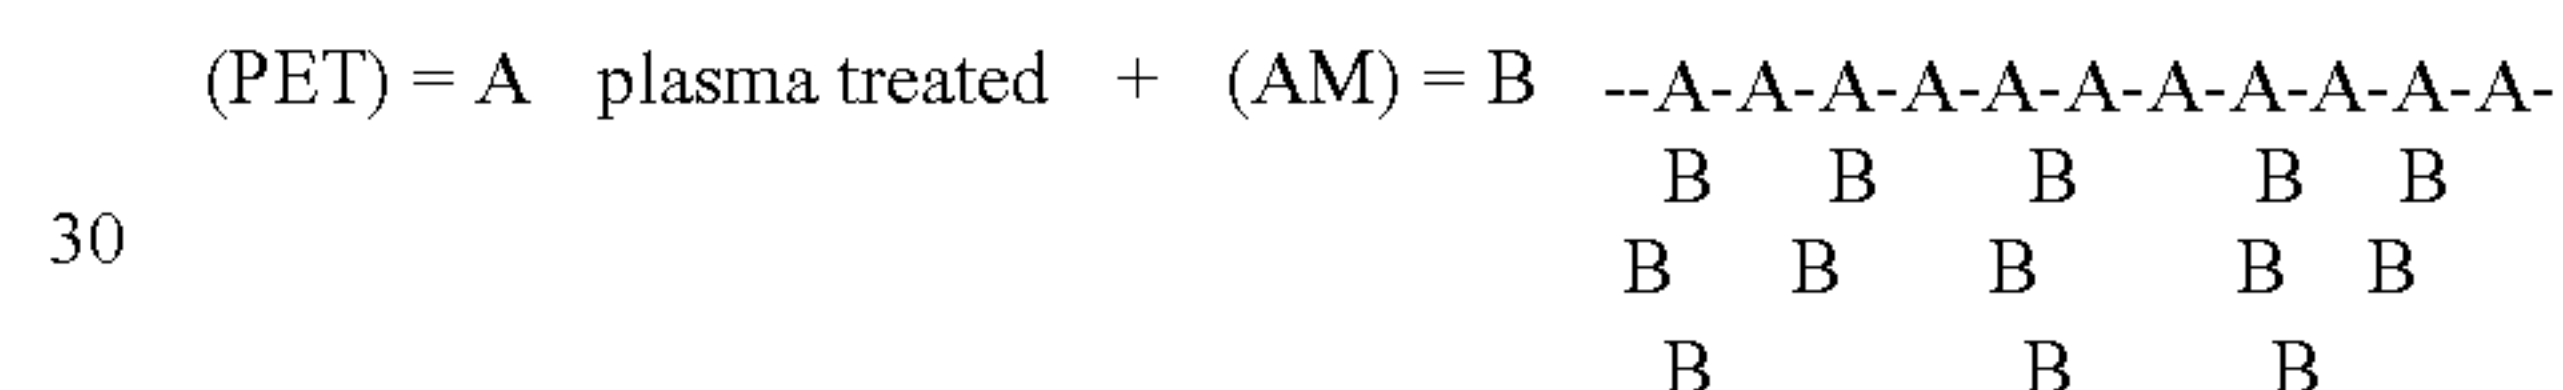 (PET) = A plasma treated + (AM) = B --A-A-A-A-A-A-A-A-A-A-A-
B B B B B
30 B B B B B
B B B